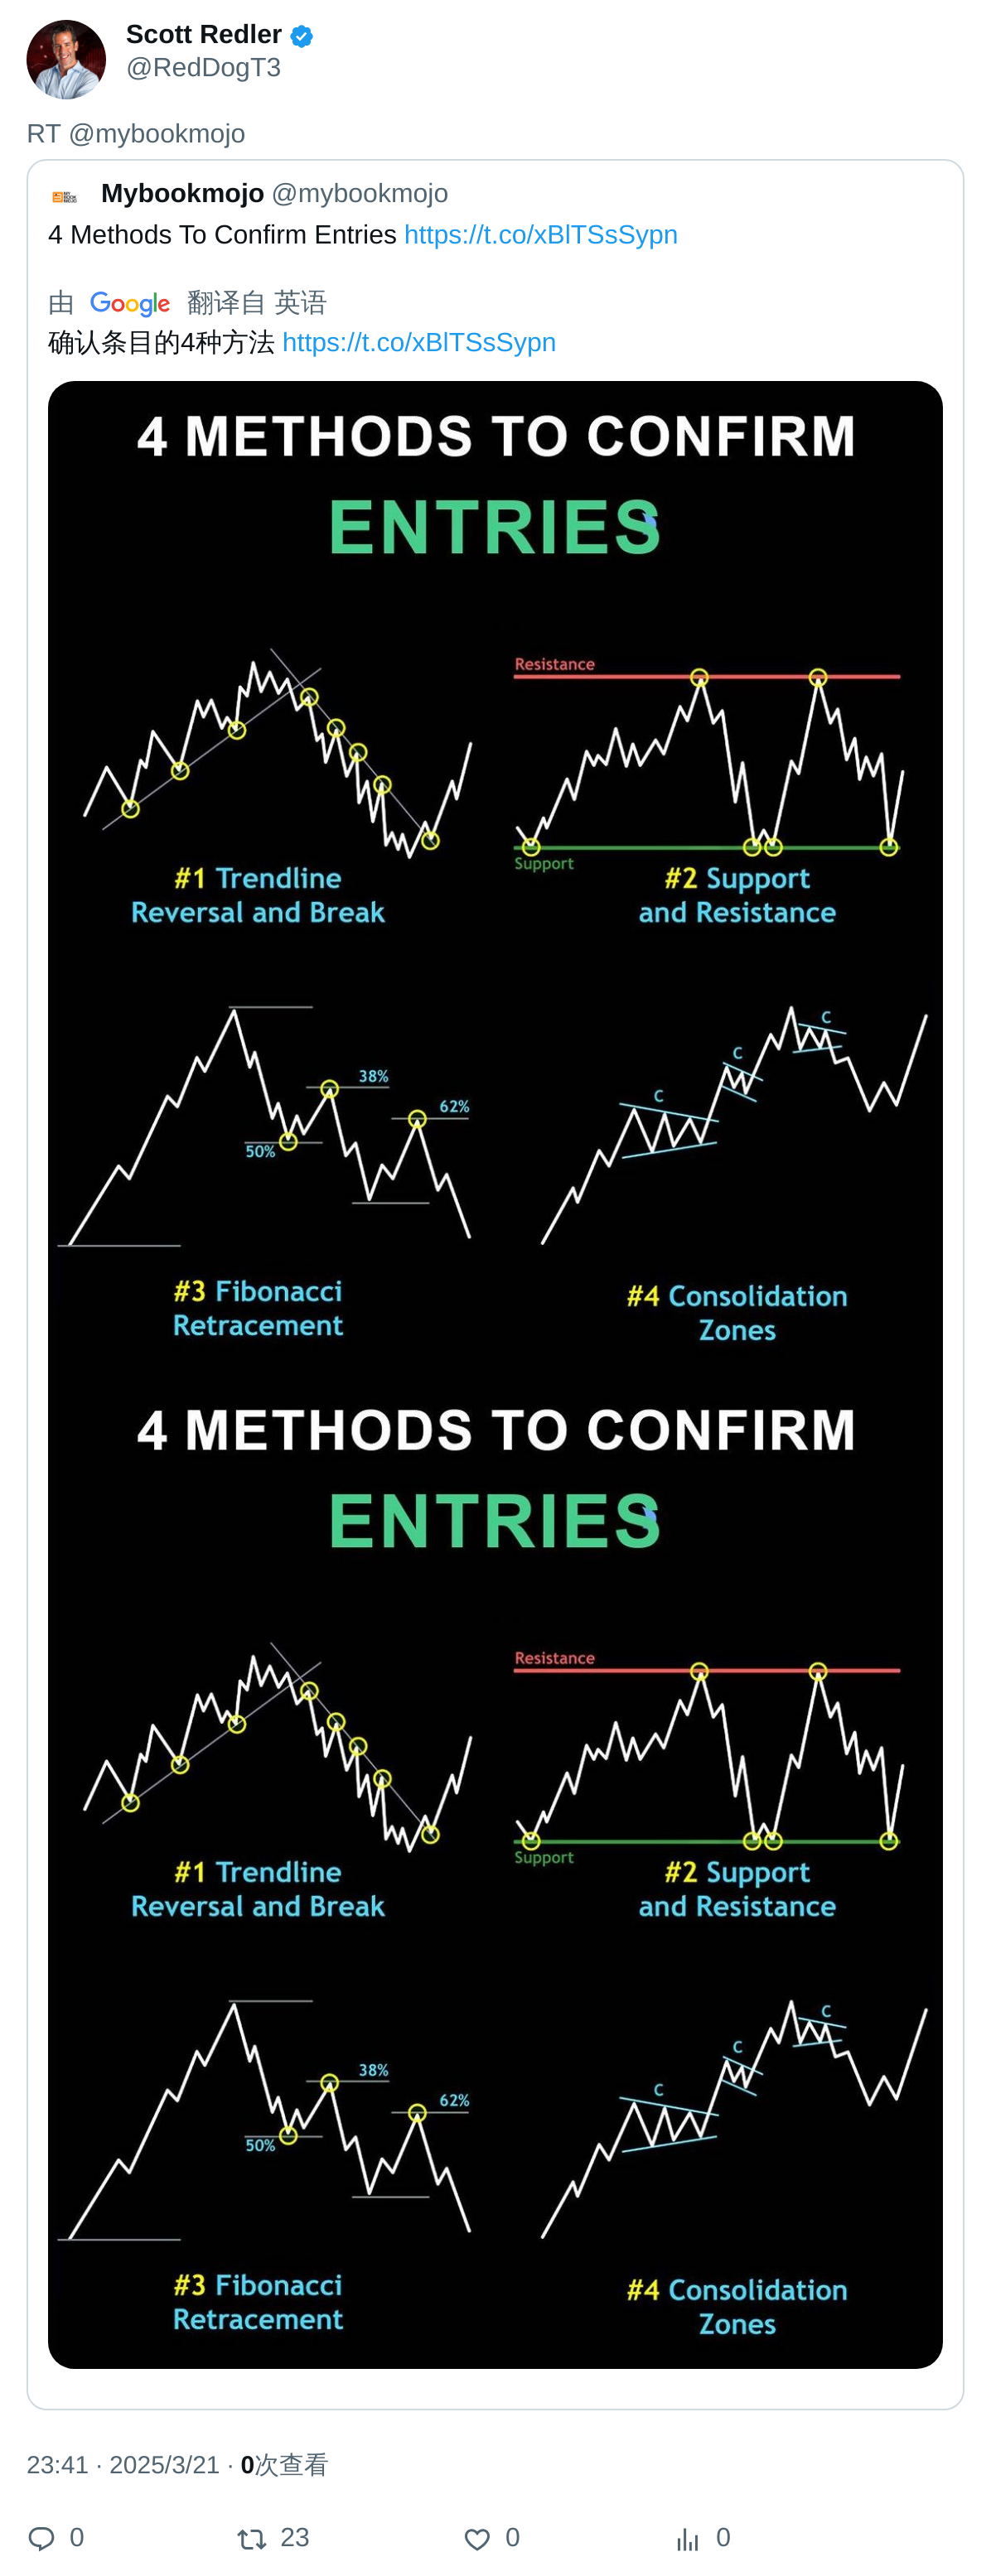 Scott Redler
@RedDogT3
RT @mybookmojo
Mybookmojo @mybookmojo
4 Methods To Confirm Entries https://t.co/xBlTSsSypn
由 Google 翻译自 英语
确认条目的4种方法 https://t.co/xBlTSsSypn
4 METHODS TO CONFIRM
ENTRIES
Resistance
Support
#1 Trendline
Reversal and Break
#2 Support
and Resistance
38%
62%
50%
C
C
C
#3 Fibonacci
Retracement
#4 Consolidation
Zones
4 METHODS TO CONFIRM
ENTRIES
Resistance
Support
#1 Trendline
Reversal and Break
#2 Support
and Resistance
38%
62%
50%
C
C
C
#3 Fibonacci
Retracement
#4 Consolidation
Zones
23:41 · 2025/3/21 · 0次查看
0 23 0 0